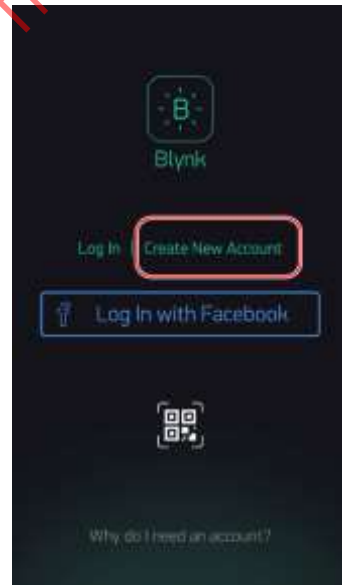 B
Blynk
Log In | Create New Account
Log In with Facebook
Why do I need an account?